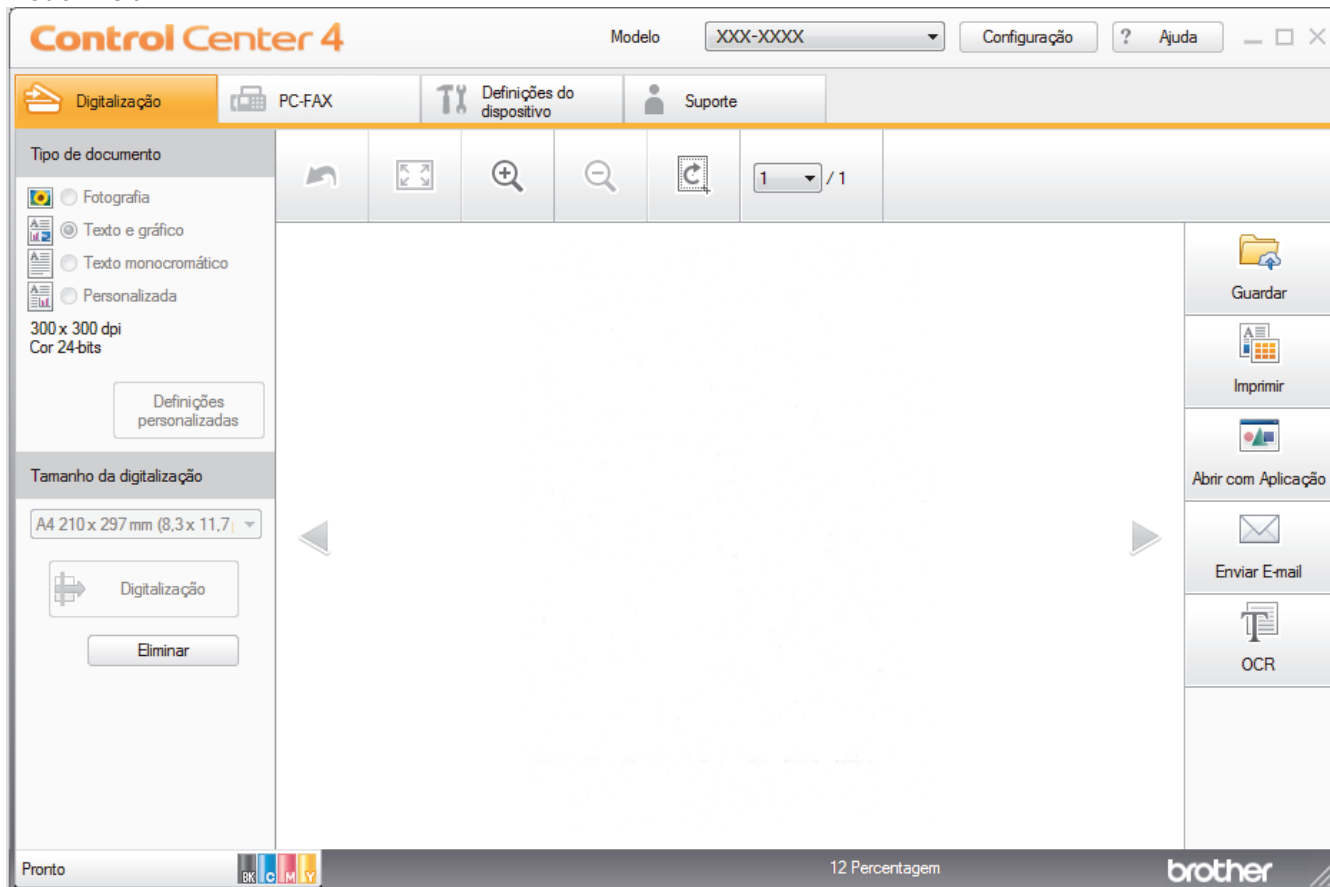 Control Center 4
Modelo
XXX-XXXX
Configuração
? Ajuda
Digitalização
PC-FAX
Definições do
dispositivo
Suporte
Tipo de documento
1 / 1
Fotografia
Texto e gráfico
Texto monocromático
Personalizada
300 x 300 dpi
Cor 24-bits
Definições
personalizadas
Tamanho da digitalização
A4 210 x 297 mm (8,3 x 11,7
Digitalização
Eliminar
Guardar
Imprimir
Abrir com Aplicação
Enviar E-mail
OCR
Pronto
BK C M Y
12 Percentagem
brother